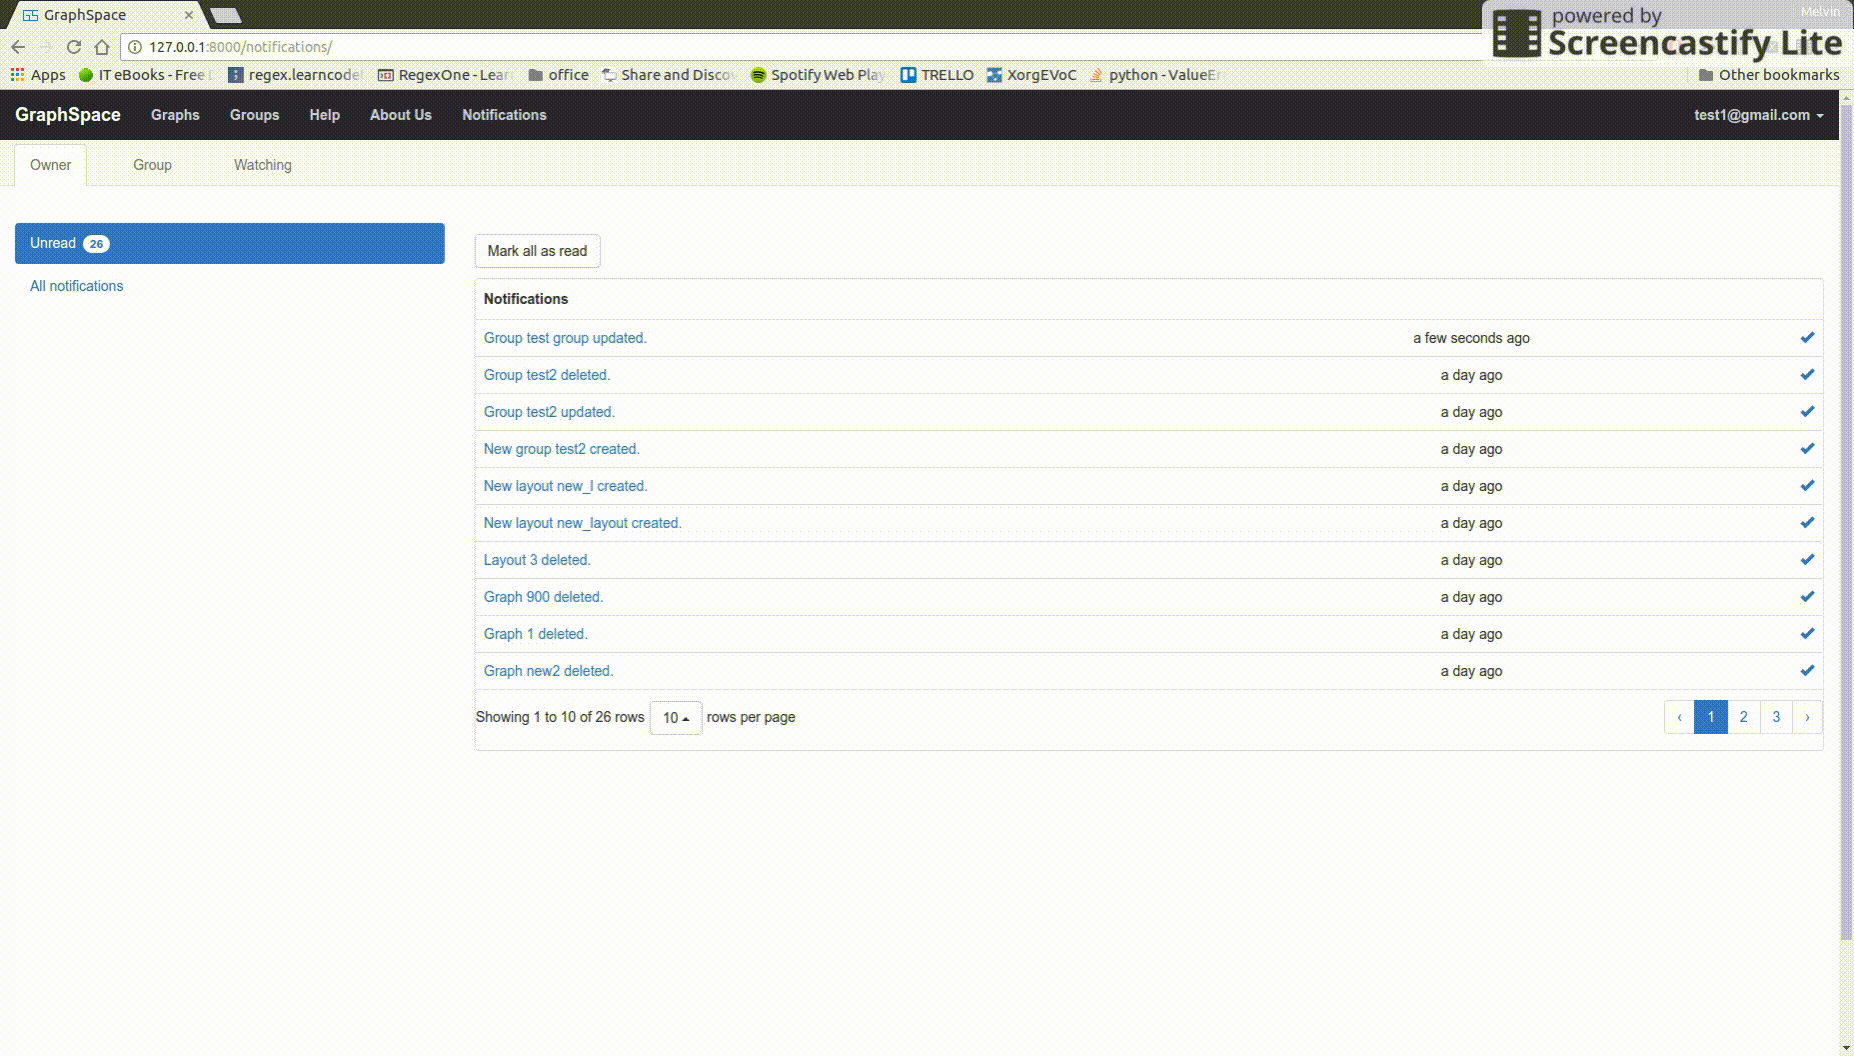 GraphSpace
Melvin
powered by
Screencastify Lite
127.0.0.1:8000/notifications/
Apps IT eBooks - Free regex.learncode RegexOne - Lear office Share and Disco Spotify Web Play TRELLO XorgEVoC python - ValueEr Other bookmarks
GraphSpace Graphs Groups Help About Us Notifications test1@gmail.com
Owner Group Watching
Unread 26
All notifications
Mark all as read
Notifications
Group test group updated. a few seconds ago
Group test2 deleted. a day ago
Group test2 updated. a day ago
New group test2 created. a day ago
New layout new_l created. a day ago
New layout new_layout created. a day ago
Layout 3 deleted. a day ago
Graph 900 deleted. a day ago
Graph 1 deleted. a day ago
Graph new2 deleted. a day ago
Showing 1 to 10 of 26 rows 10 rows per page ‹ 1 2 3 ›